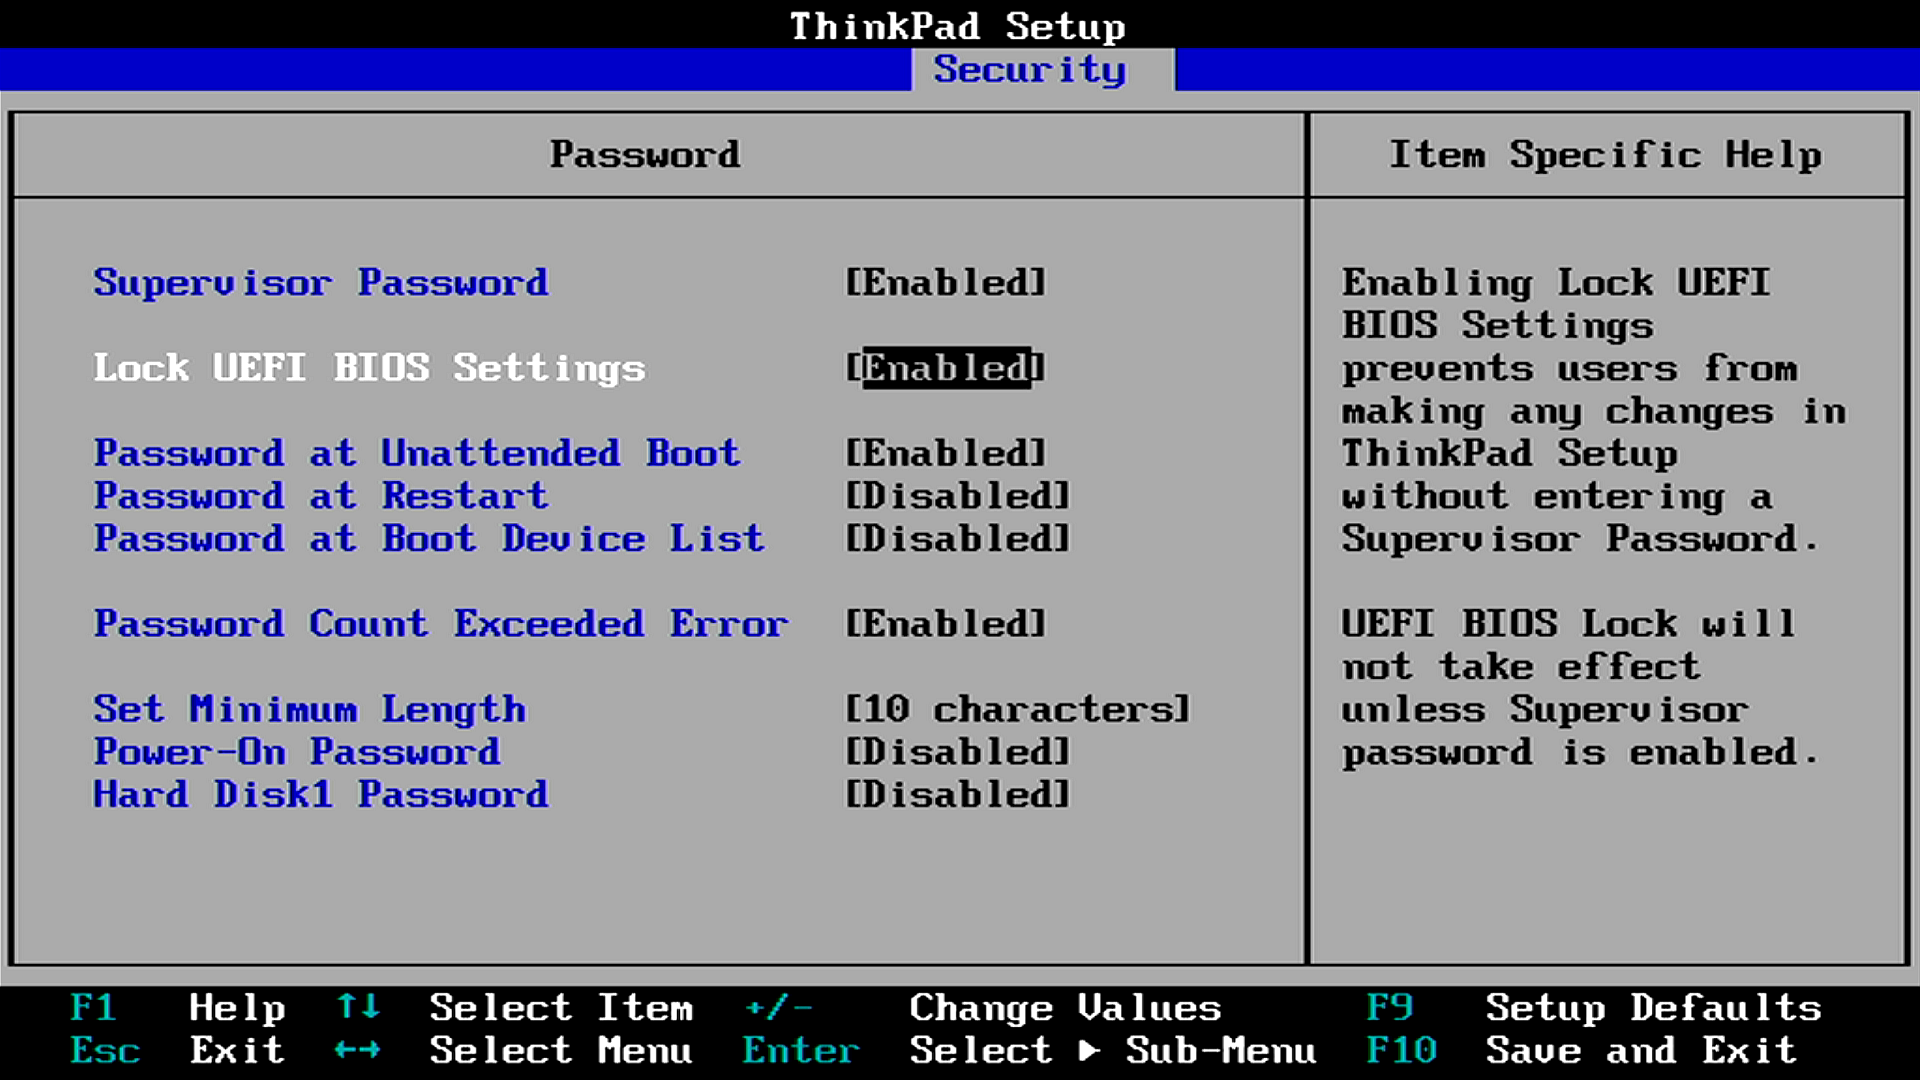 ThinkPad Setup
Security
Password
Item Specific Help
Supervisor Password [Enabled]
Lock UEFI BIOS Settings [Enabled]
Password at Unattended Boot [Enabled]
Password at Restart [Disabled]
Password at Boot Device List [Disabled]
Password Count Exceeded Error [Enabled]
Set Minimum Length [10 characters]
Power-On Password [Disabled]
Hard Disk1 Password [Disabled]
Enabling Lock UEFI
BIOS Settings
prevents users from
making any changes in
ThinkPad Setup
without entering a
Supervisor Password.
UEFI BIOS Lock will
not take effect
unless Supervisor
password is enabled.
F1 Help ↑↓ Select Item +/- Change Values F9 Setup Defaults
Esc Exit ←→ Select Menu Enter Select ▶ Sub-Menu F10 Save and Exit